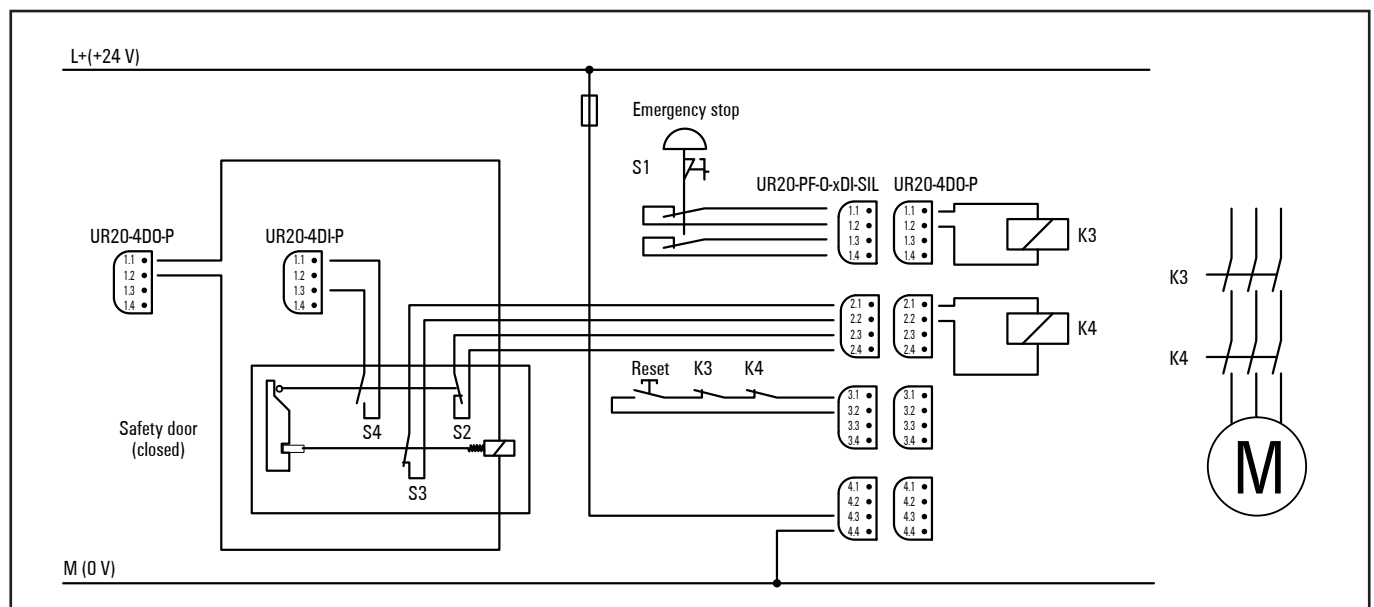 L+(+24 V)
Emergency stop
S1
UR20-PF-O-xDI-SIL
UR20-4DO-P
1.1
1.2
1.3
1.4
1.1
1.2
1.3
1.4
K3
UR20-4DO-P
1.1
1.2
1.3
1.4
UR20-4DI-P
1.1
1.2
1.3
1.4
2.1
2.2
2.3
2.4
2.1
2.2
2.3
2.4
K4
K3
K4
Reset
K3
K4
3.1
3.2
3.3
3.4
3.1
3.2
3.3
3.4
Safety door
(closed)
S4
S2
S3
4.1
4.2
4.3
4.4
4.1
4.2
4.3
4.4
M
M (0 V)